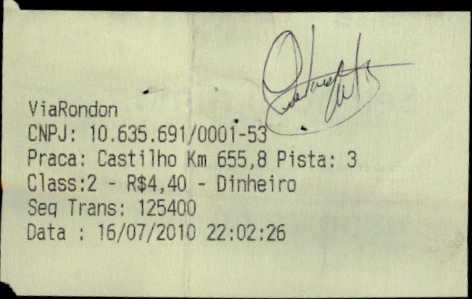 ViaRondon
CNPJ: 10.635.691/0001-53
Praca: Castilho Km 655,8 Pista: 3
Class:2 - R$4,40 - Dinheiro
Seq Trans: 125400
Data : 16/07/2010 22:02:26